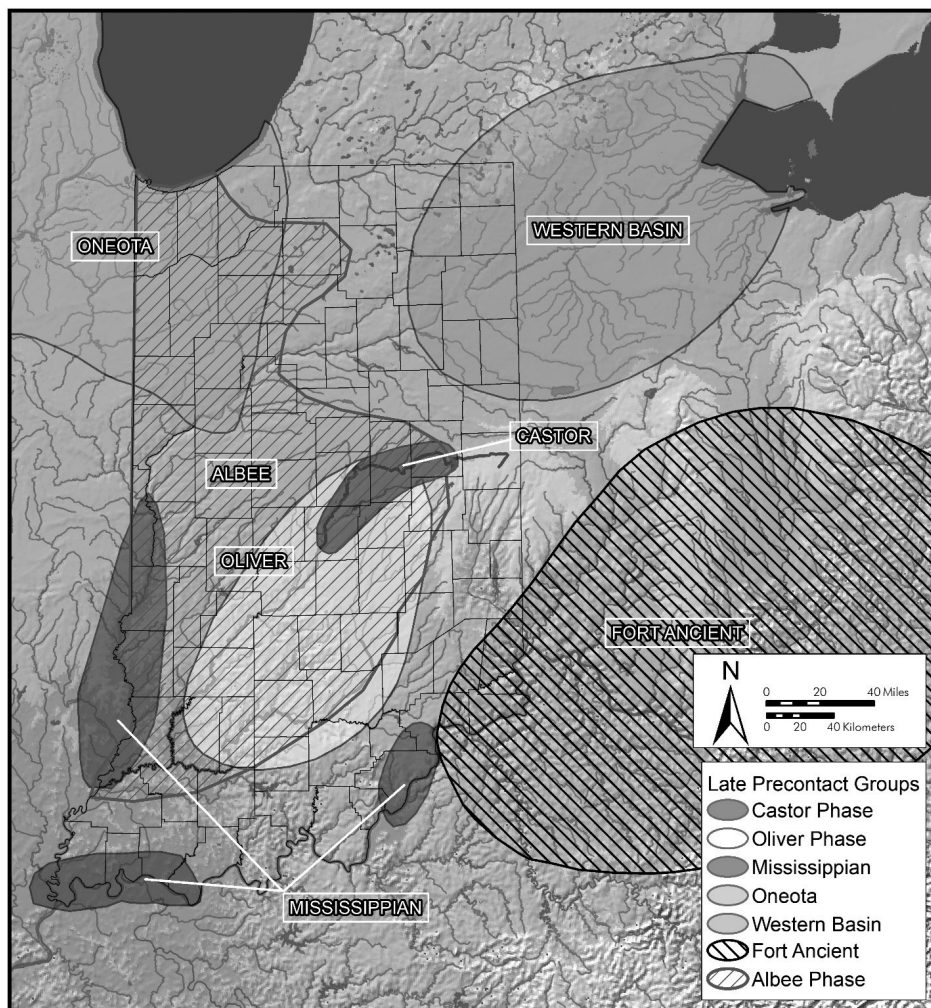 ONEOTA
WESTERN BASIN
CASTOR
ALBEE
OLIVER
FORT ANCIENT
MISSISSIPPIAN
N
0 20 40 Miles
0 20 40 Kilometers
Late Precontact Groups
Castor Phase
Oliver Phase
Mississippian
Oneota
Western Basin
Fort Ancient
Albee Phase